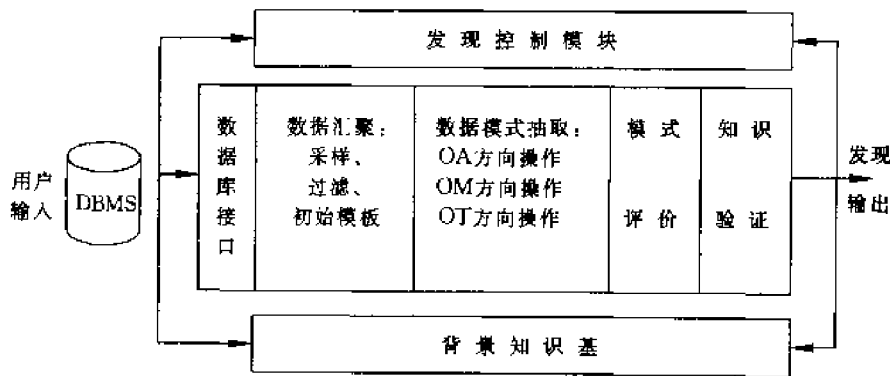 发现控制模块
用户
输入
DBMS
数
据
库
接
口
数据汇聚：
采样、
过滤、
初始模板
数据模式抽取：
OA方向操作
OM方向操作
OT方向操作
模式
评价
知识
验证
发现
输出
背景知识基